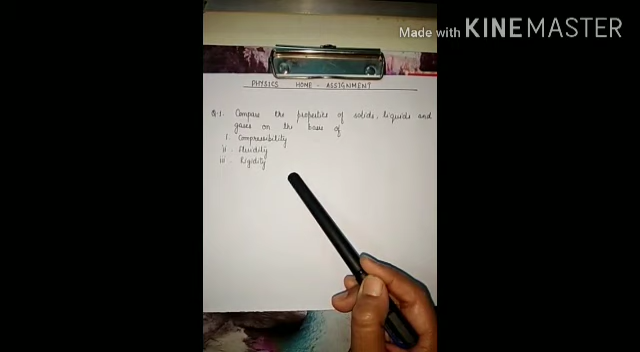 Made with KINEMASTER
PHYSICS HOME - ASSIGNMENT
Q.1. Compare the properties of solids, liquids and
gases on the bases of
i. Compressibility
ii. Fluidity
iii. Rigidity